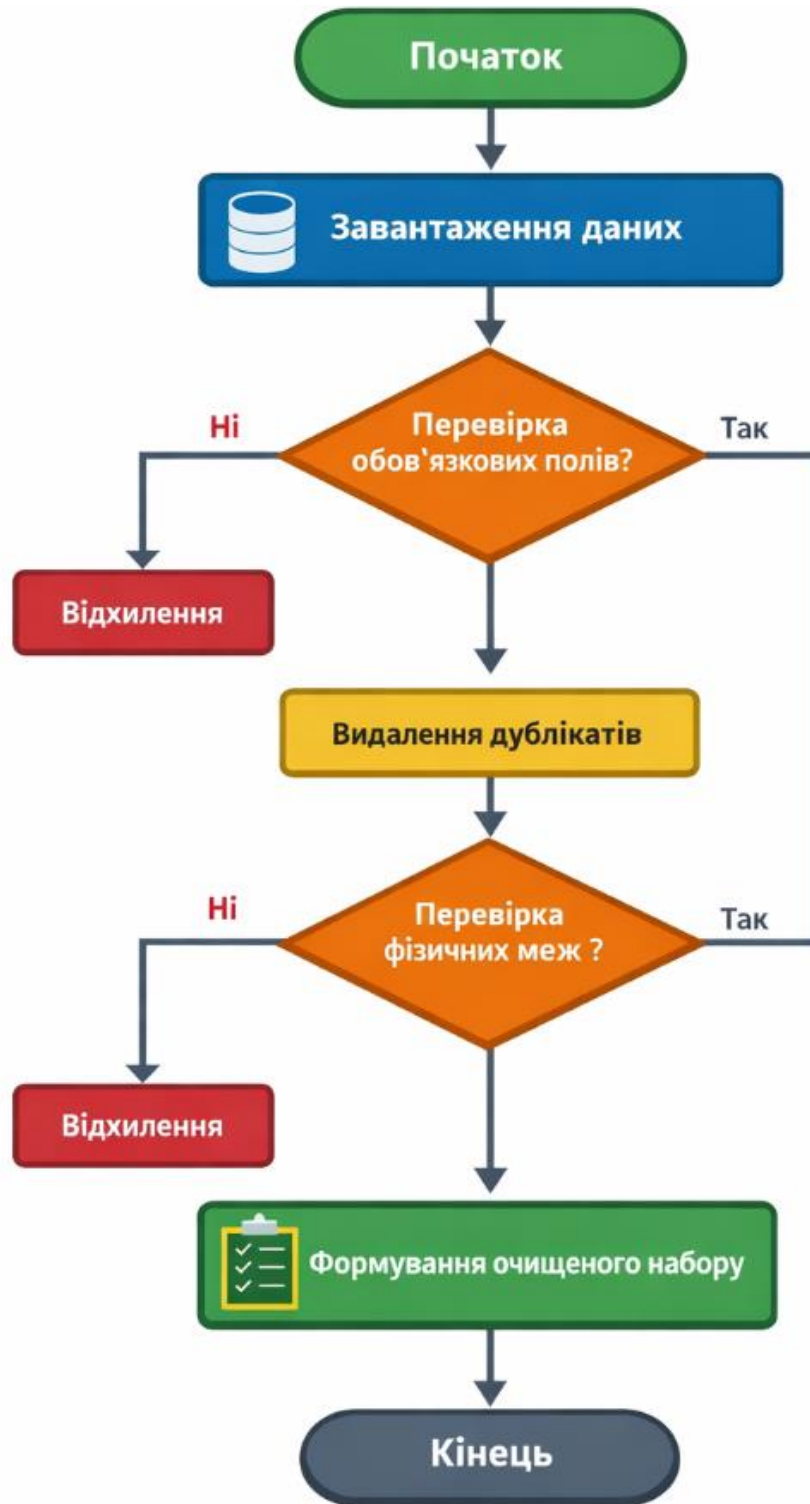 Початок
Завантаження даних
Ні
Перевірка
обов'язкових полів?
Так
Відхилення
Видалення дублікатів
Ні
Перевірка
фізичних меж ?
Так
Відхилення
Формування очищеного набору
Кінець